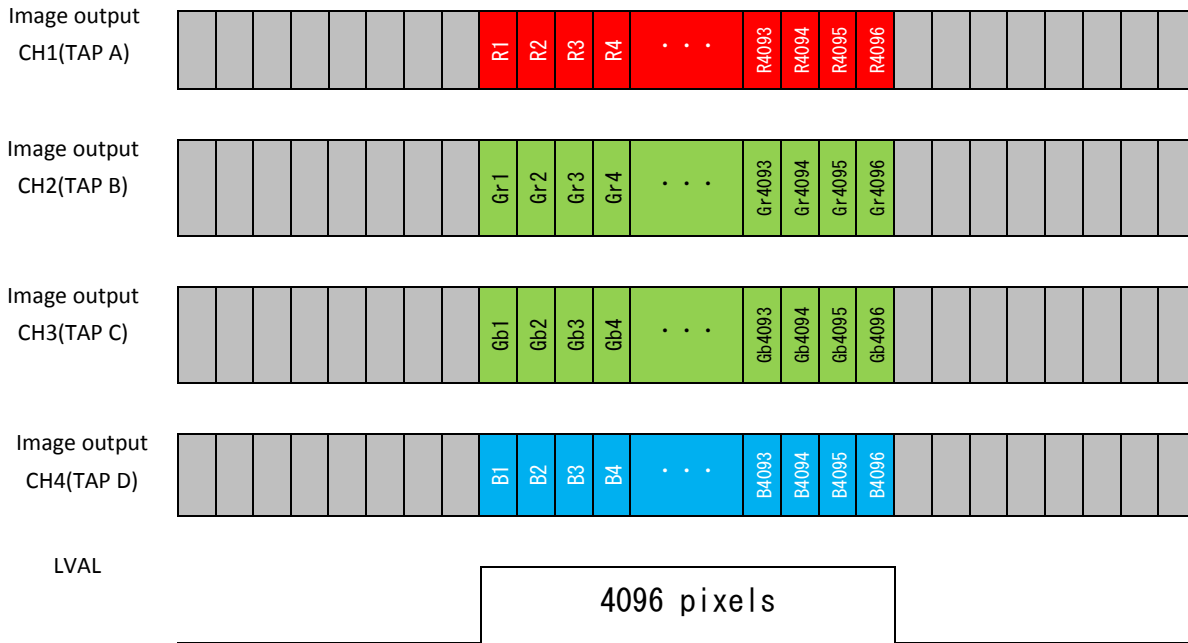 Image output
CH1(TAP A)
R1 R2 R3 R4 ・・・ R4093 R4094 R4095 R4096
Image output
CH2(TAP B)
Gr1 Gr2 Gr3 Gr4 ・・・ Gr4093 Gr4094 Gr4095 Gr4096
Image output
CH3(TAP C)
Gb1 Gb2 Gb3 Gb4 ・・・ Gb4093 Gb4094 Gb4095 Gb4096
Image output
CH4(TAP D)
B1 B2 B3 B4 ・・・ B4093 B4094 B4095 B4096
LVAL
4096 pixels